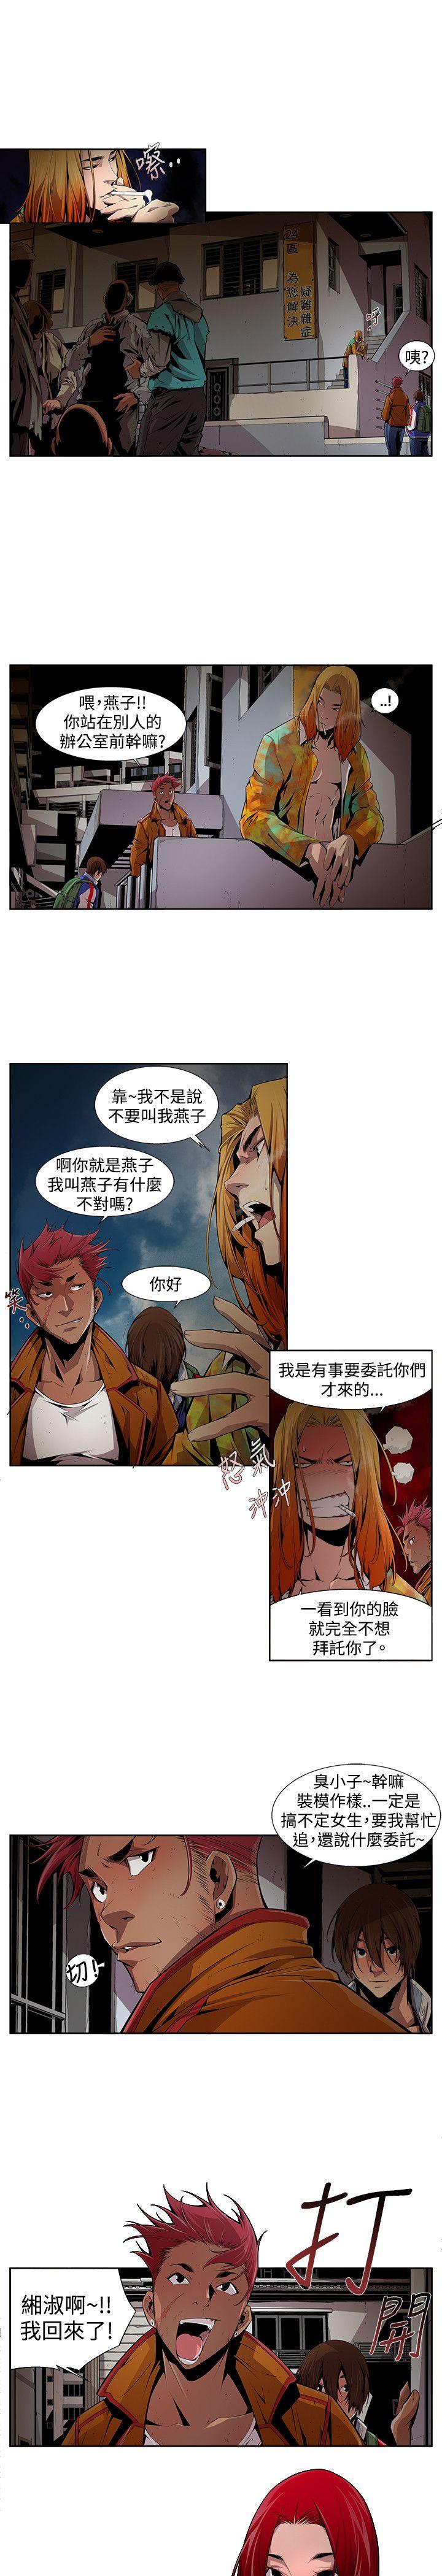 嚓..
24區 為您解決
疑難雜症
呀
咦?
喂,燕子!!
你站在別人的
辦公室前幹嘛?
..!
靠~我不是說
不要叫我燕子
啊你就是燕子
我叫燕子有什麼
不對嗎?
你好
笑
怒氣
沖沖
我是有事要委託你們
才來的...
一看到你的臉
就完全不想
拜託你了。
臭小子~幹嘛
裝模作樣..一定是
搞不定女生,要我幫忙
追,還說什麼委託~
切!
打
開
緗淑啊~!!
我回來了!